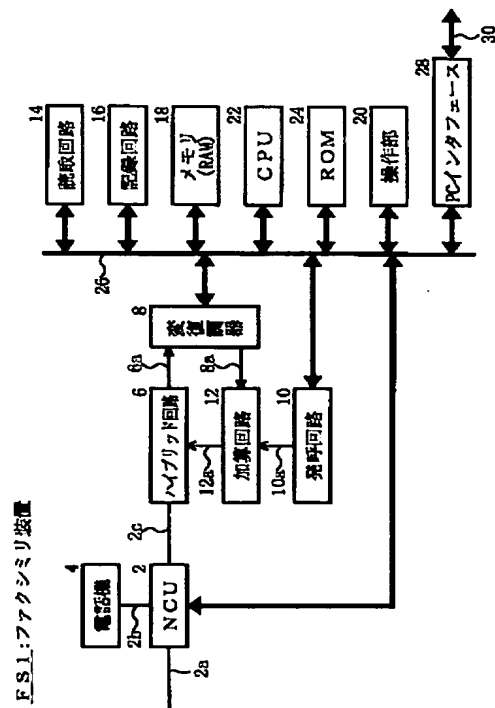 FS1:ファクシミリ装置
2a
NCU
2
2b
電話機
4
2c
ハイブリッド回路
6
6a
変復調器
8
8a
加算回路
12
12a
発呼回路
10
10a
26
読取回路
14
記録回路
16
メモリ
(RAM)
18
CPU
22
ROM
24
操作部
20
PCインタフェース
28
30